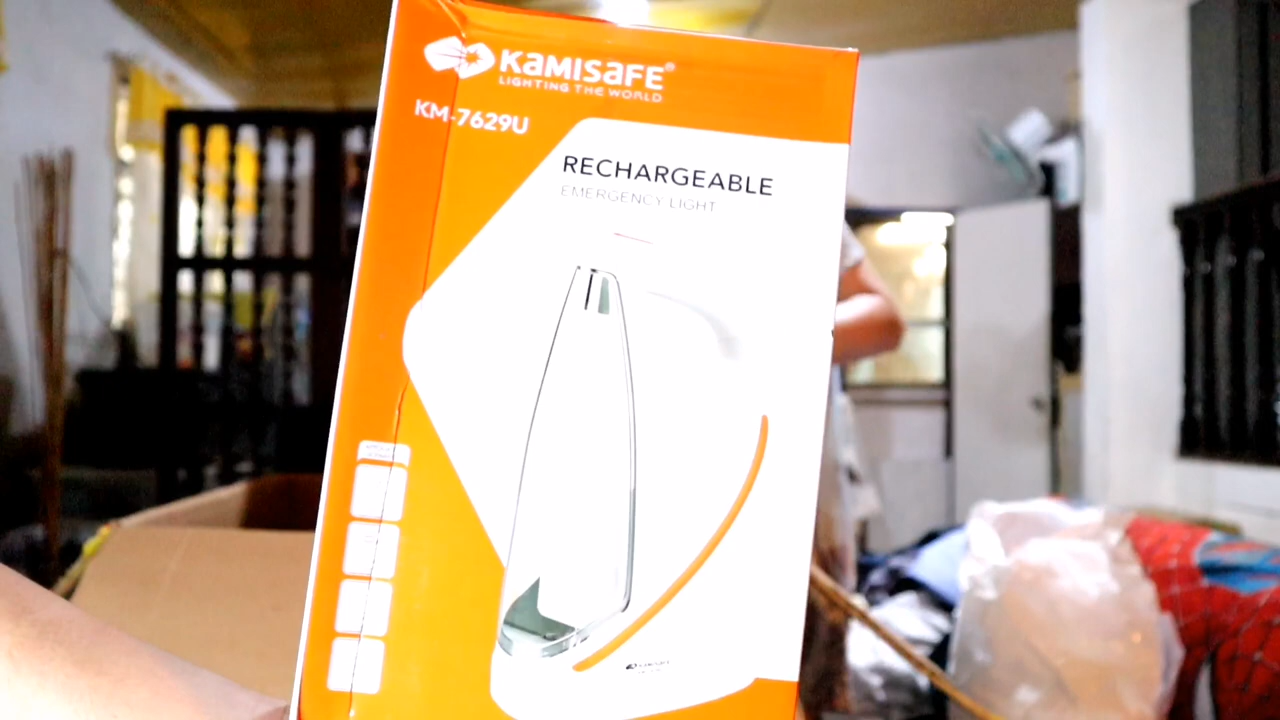 KAMISAFE®
LIGHTING THE WORLD
KM-7629U
RECHARGEABLE
EMERGENCY LIGHT